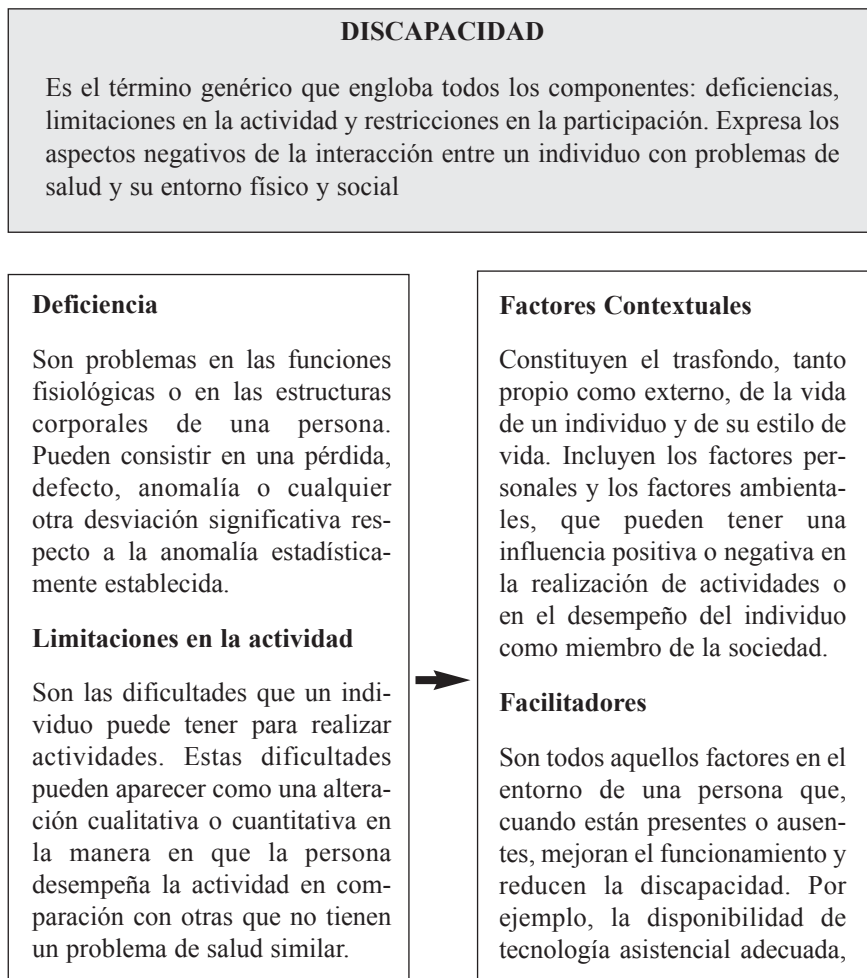 DISCAPACIDAD
Es el término genérico que engloba todos los componentes: deficiencias,
limitaciones en la actividad y restricciones en la participación. Expresa los
aspectos negativos de la interacción entre un individuo con problemas de
salud y su entorno físico y social
Deficiencia
Son problemas en las funciones
fisiológicas o en las estructuras
corporales de una persona.
Pueden consistir en una pérdida,
defecto, anomalía o cualquier
otra desviación significativa res-
pecto a la anomalía estadística-
mente establecida.
Limitaciones en la actividad
Son las dificultades que un indi-
viduo puede tener para realizar
actividades. Estas dificultades
pueden aparecer como una altera-
ción cualitativa o cuantitativa en
la manera en que la persona
desempeña la actividad en com-
paración con otras que no tienen
un problema de salud similar.
Factores Contextuales
Constituyen el trasfondo, tanto
propio como externo, de la vida
de un individuo y de su estilo de
vida. Incluyen los factores per-
sonales y los factores ambienta-
les, que pueden tener una
influencia positiva o negativa en
la realización de actividades o
en el desempeño del individuo
como miembro de la sociedad.
Facilitadores
Son todos aquellos factores en el
entorno de una persona que,
cuando están presentes o ausen-
tes, mejoran el funcionamiento y
reducen la discapacidad. Por
ejemplo, la disponibilidad de
tecnología asistencial adecuada,